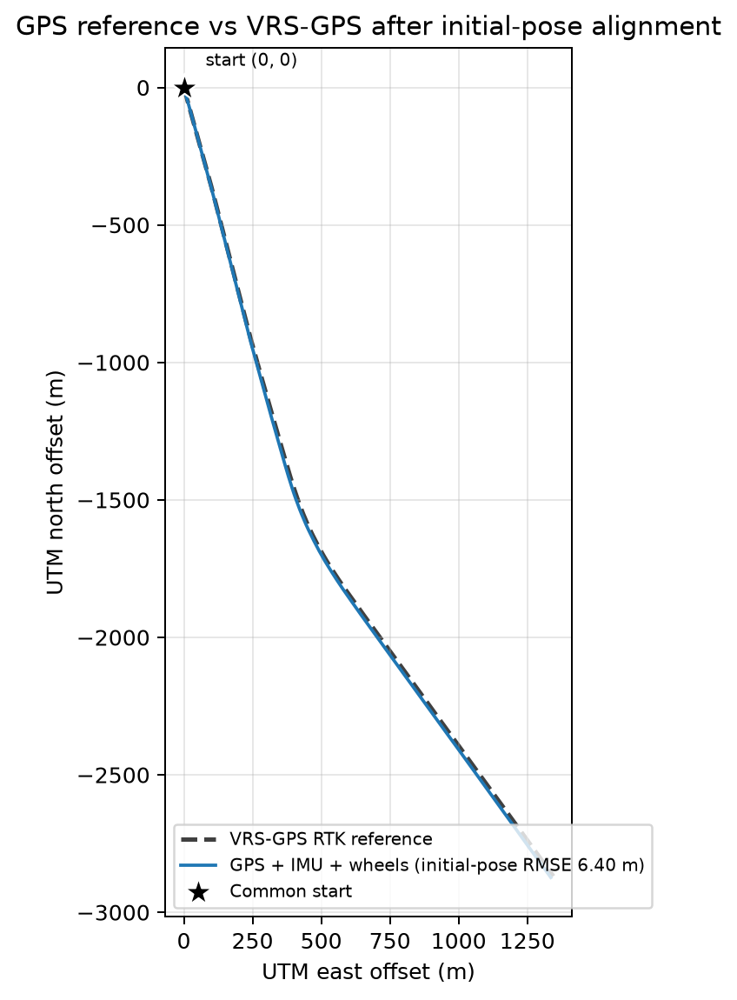 GPS reference vs VRS-GPS after initial-pose alignment
start (0, 0)
0
−500
−1000
−1500
−2000
−2500
−3000
UTM north offset (m)
VRS-GPS RTK reference
GPS + IMU + wheels (initial-pose RMSE 6.40 m)
Common start
0 250 500 750 1000 1250
UTM east offset (m)